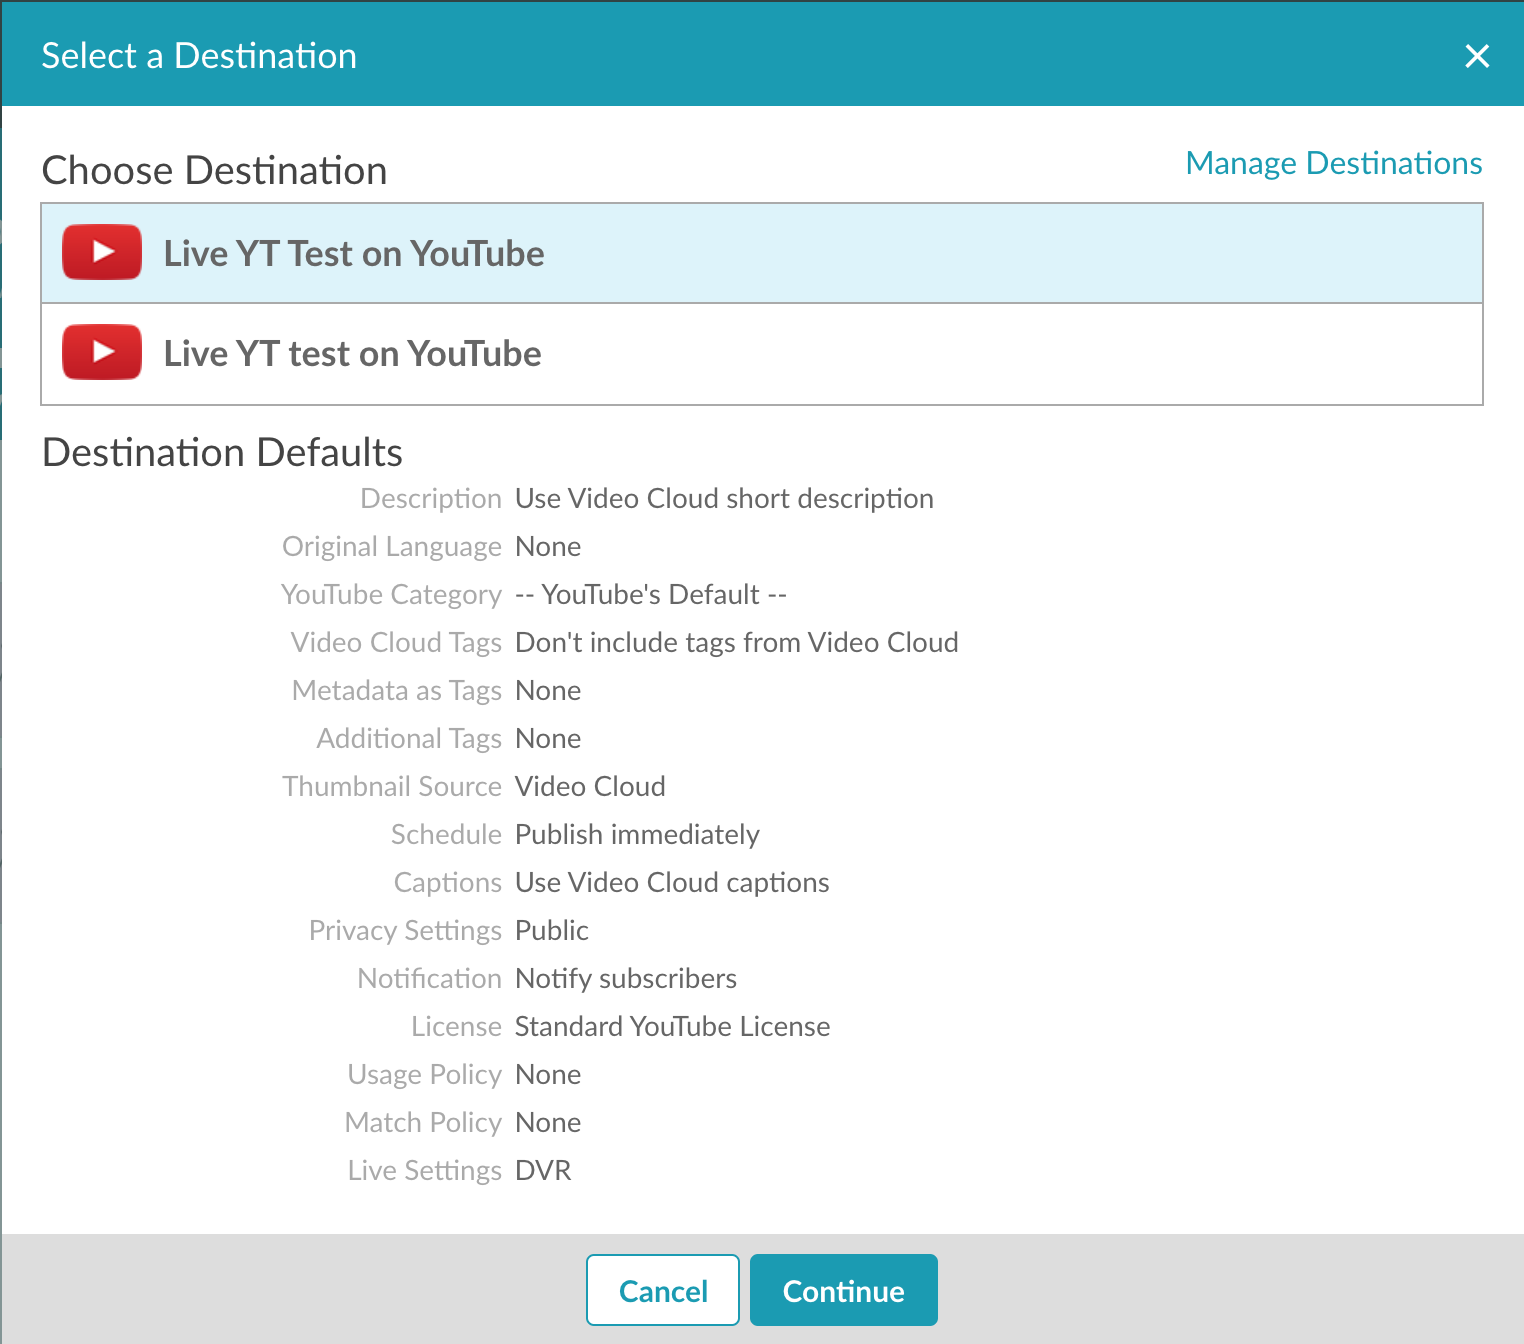 Select a Destination
Choose Destination
Manage Destinations
Live YT Test on YouTube
Live YT test on YouTube
Destination Defaults
Description Use Video Cloud short description
Original Language None
YouTube Category -- YouTube's Default --
Video Cloud Tags Don't include tags from Video Cloud
Metadata as Tags None
Additional Tags None
Thumbnail Source Video Cloud
Schedule Publish immediately
Captions Use Video Cloud captions
Privacy Settings Public
Notification Notify subscribers
License Standard YouTube License
Usage Policy None
Match Policy None
Live Settings DVR
Cancel Continue